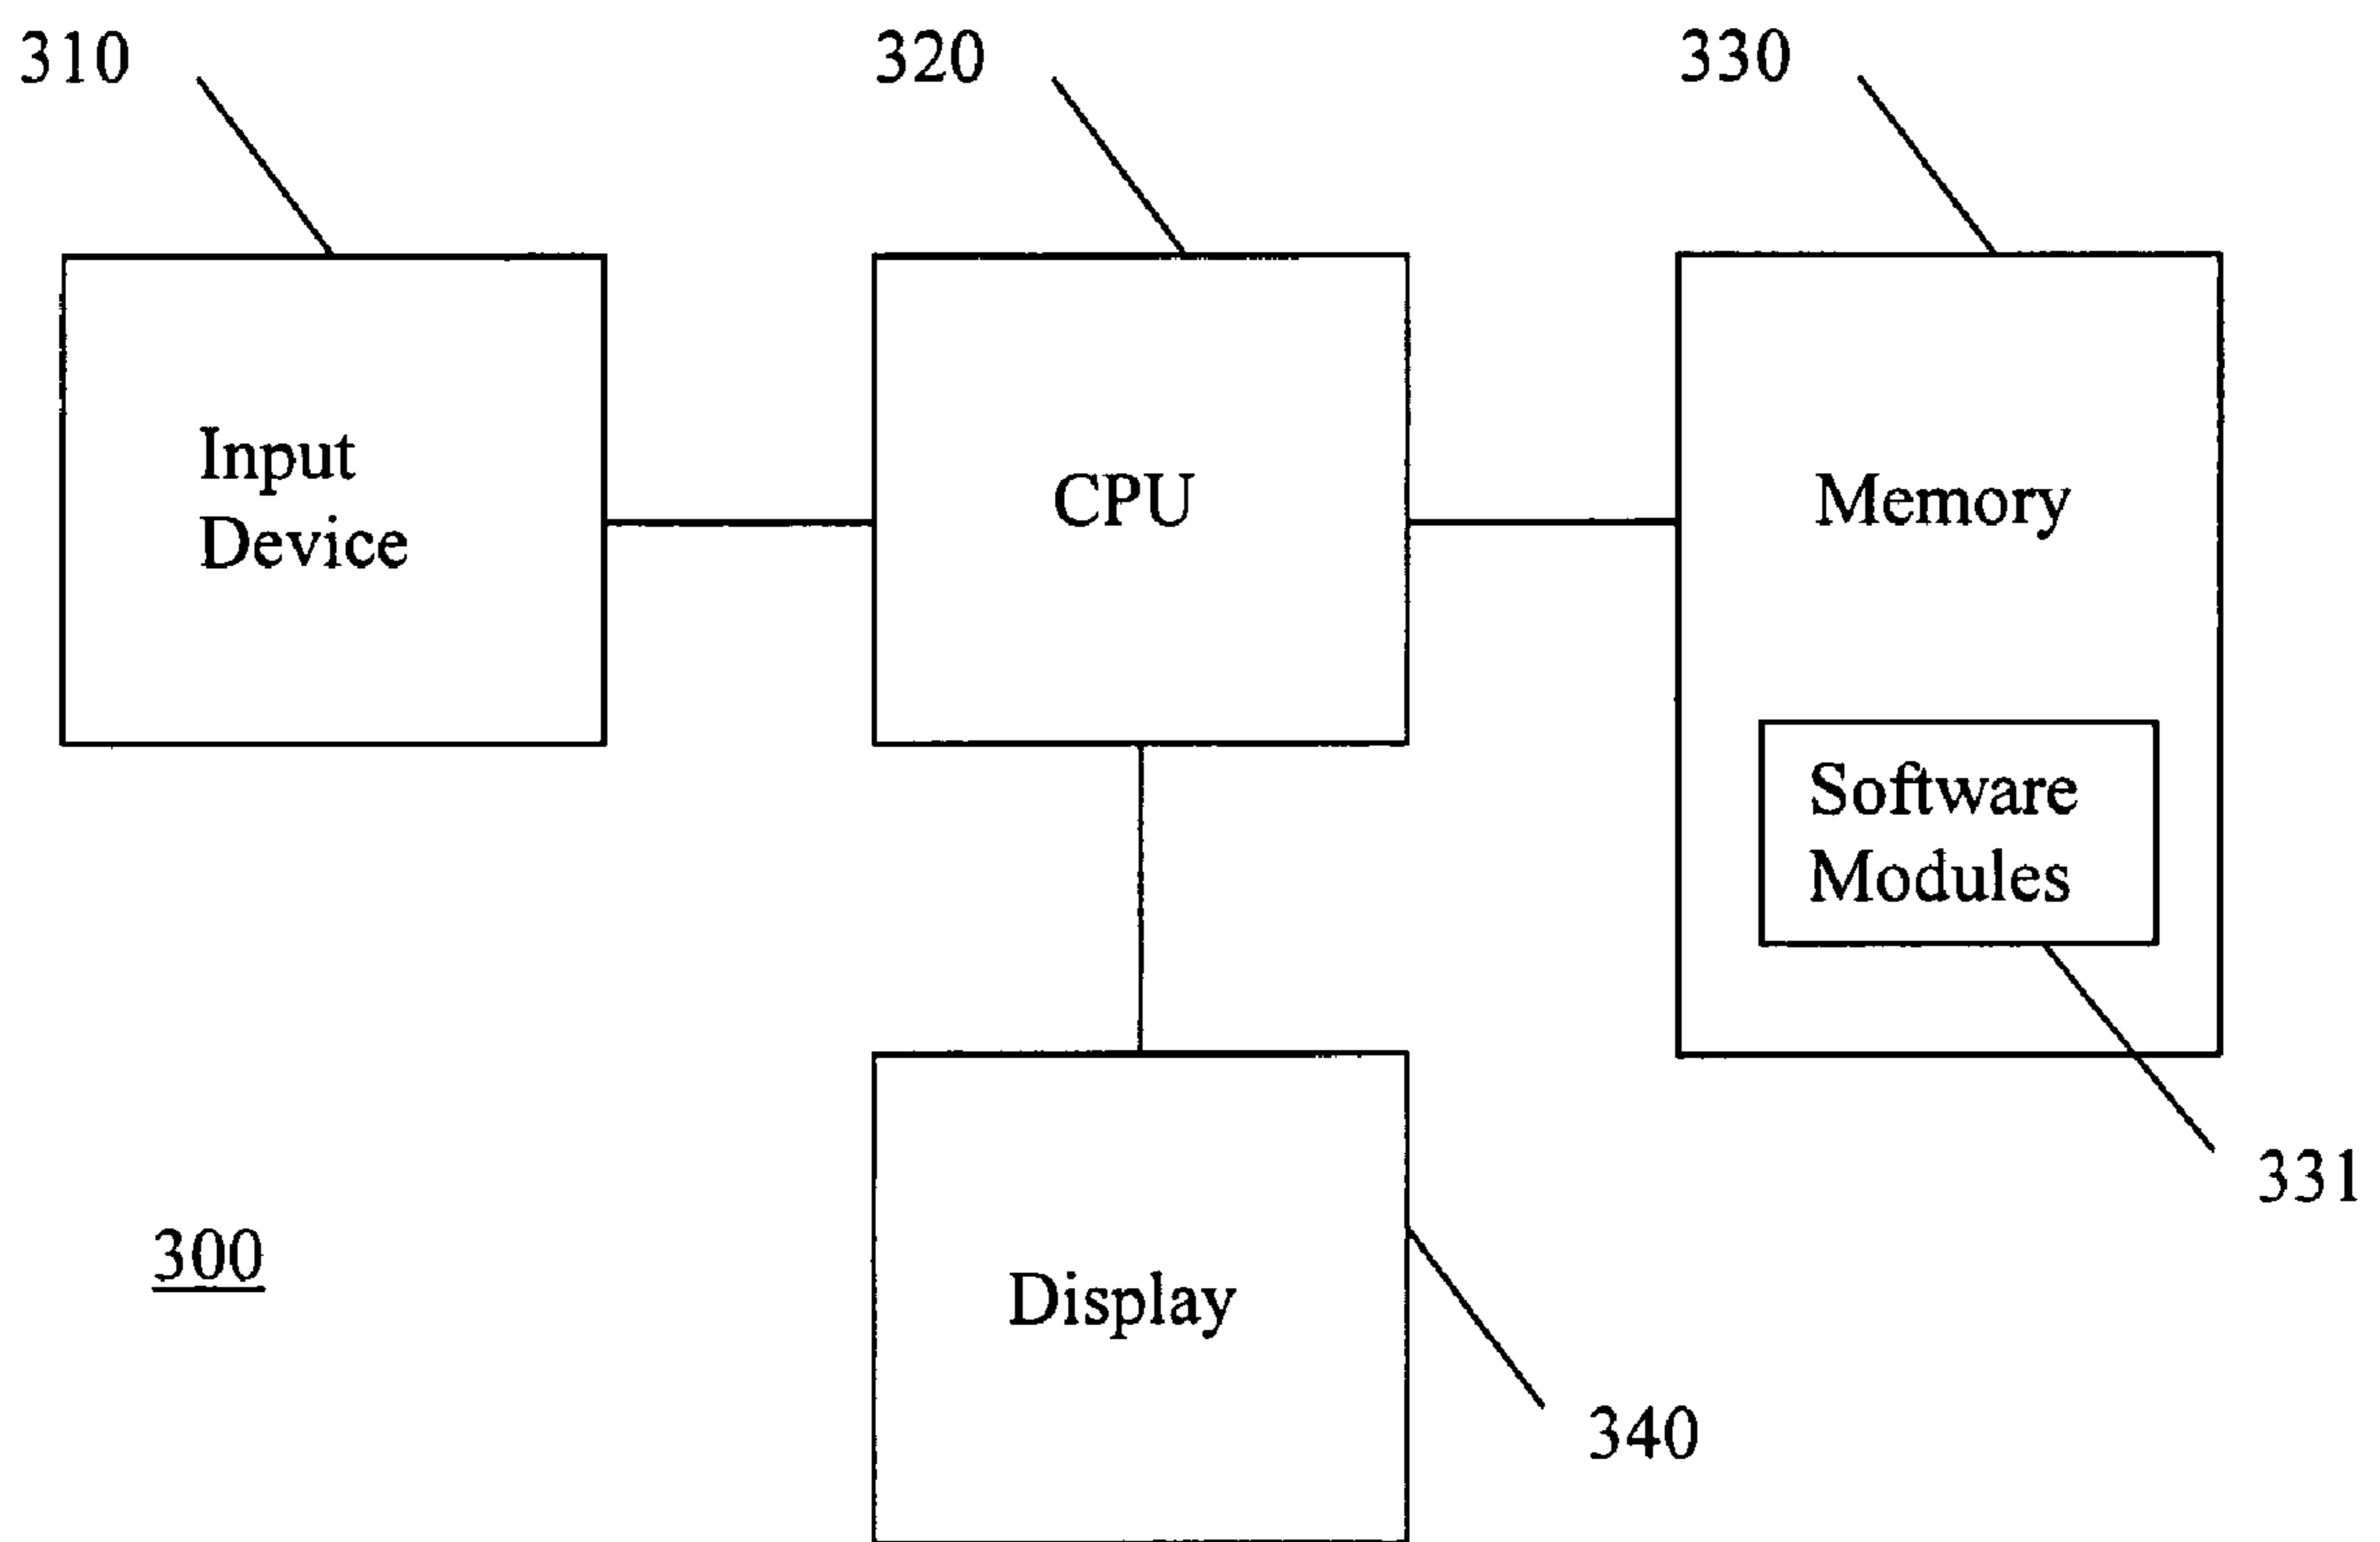 310
320
330
Input
Device
CPU
Memory
Software
Modules
331
300
Display
340